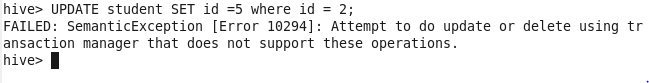 hive> UPDATE student SET id =5 where id = 2;
FAILED: SemanticException [Error 10294]: Attempt to do update or delete using tr
ansaction manager that does not support these operations.
hive>